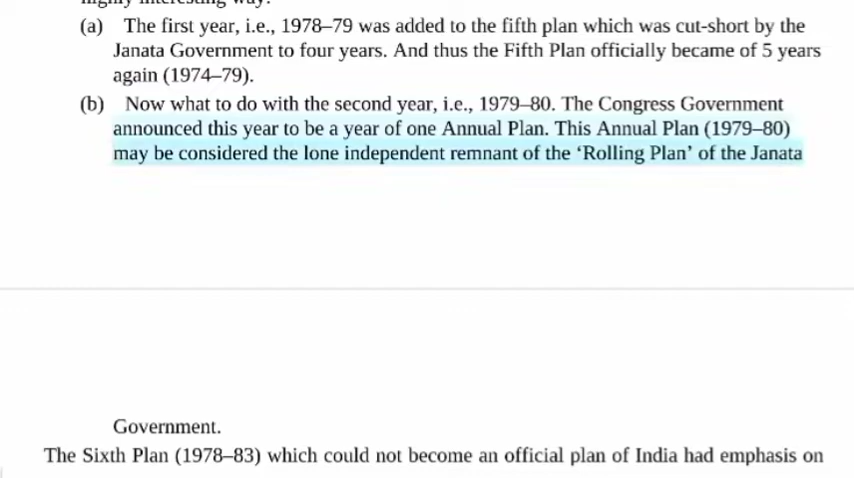 highly interesting way:
(a) The first year, i.e., 1978–79 was added to the fifth plan which was cut-short by the
Janata Government to four years. And thus the Fifth Plan officially became of 5 years
again (1974–79).
(b) Now what to do with the second year, i.e., 1979–80. The Congress Government
announced this year to be a year of one Annual Plan. This Annual Plan (1979–80)
may be considered the lone independent remnant of the ‘Rolling Plan’ of the Janata
Government.
The Sixth Plan (1978–83) which could not become an official plan of India had emphasis on